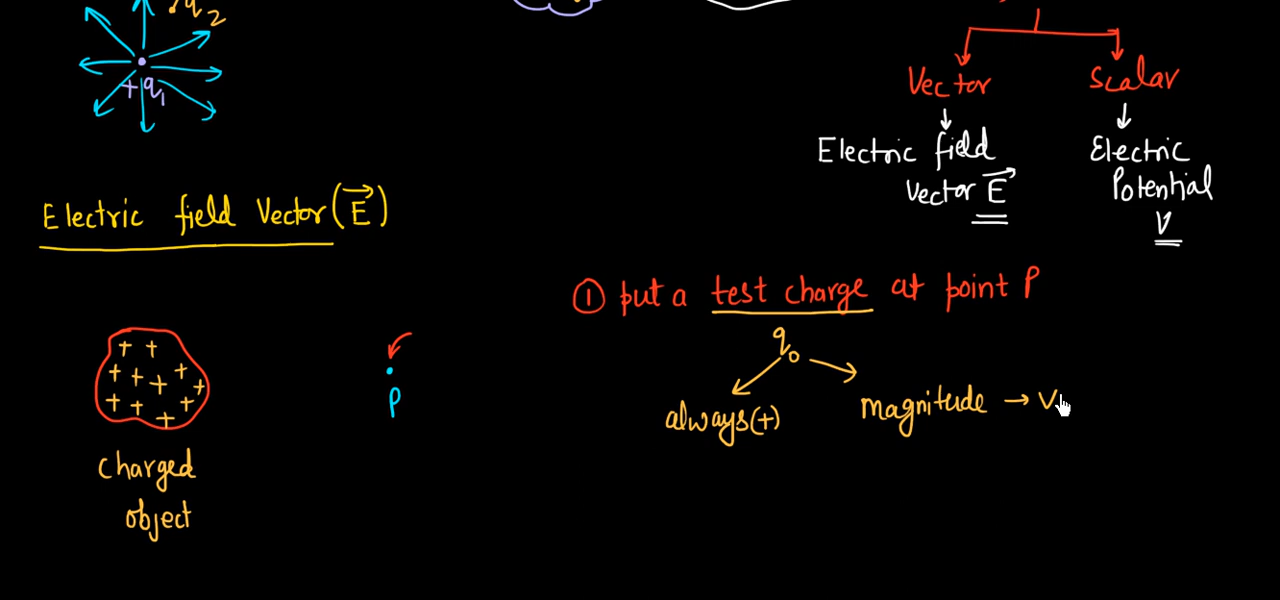 q2
+q1
Vector
Scalar
Electric field
Vector E
Electric
Potential
V
Electric field Vector (E)
① put a test charge at point P
q0
always(+)
magnitude → V
+ +
+ + + + +
+ + + +
P
Charged
object